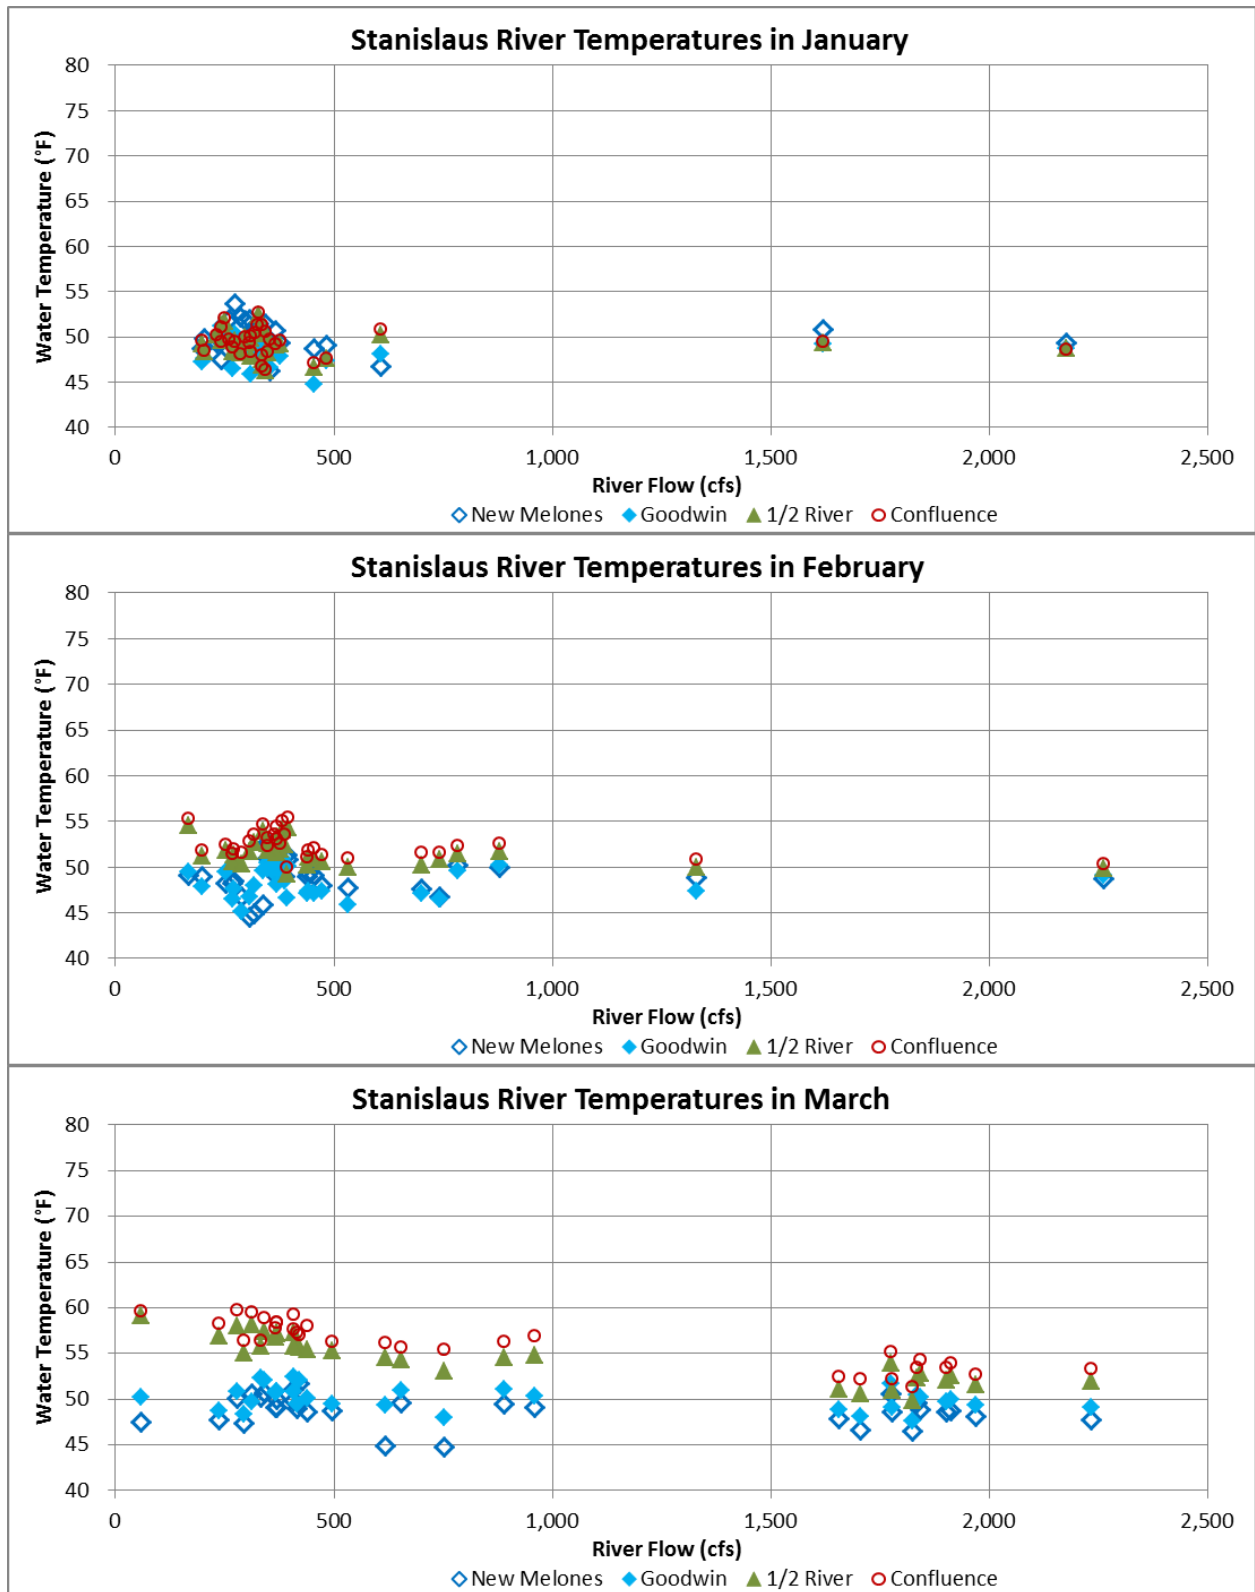 Stanislaus River Temperatures in January
Water Temperature (°F)
80
75
70
65
60
55
50
45
40
0 500 1,000 1,500 2,000 2,500
River Flow (cfs)
New Melones Goodwin 1/2 River Confluence
Stanislaus River Temperatures in February
Water Temperature (°F)
80
75
70
65
60
55
50
45
40
0 500 1,000 1,500 2,000 2,500
River Flow (cfs)
New Melones Goodwin 1/2 River Confluence
Stanislaus River Temperatures in March
Water Temperature (°F)
80
75
70
65
60
55
50
45
40
0 500 1,000 1,500 2,000 2,500
River Flow (cfs)
New Melones Goodwin 1/2 River Confluence